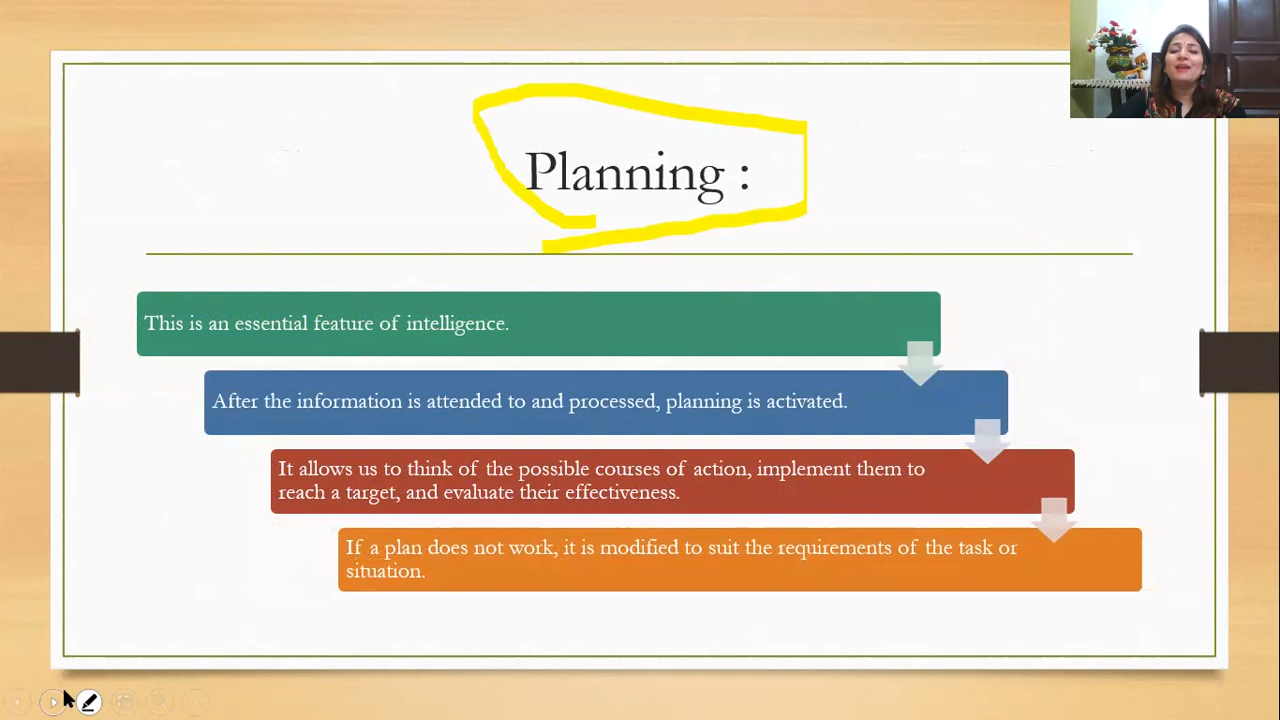 Planning :
This is an essential feature of intelligence.
After the information is attended to and processed, planning is activated.
It allows us to think of the possible courses of action, implement them to
reach a target, and evaluate their effectiveness.
If a plan does not work, it is modified to suit the requirements of the task or
situation.